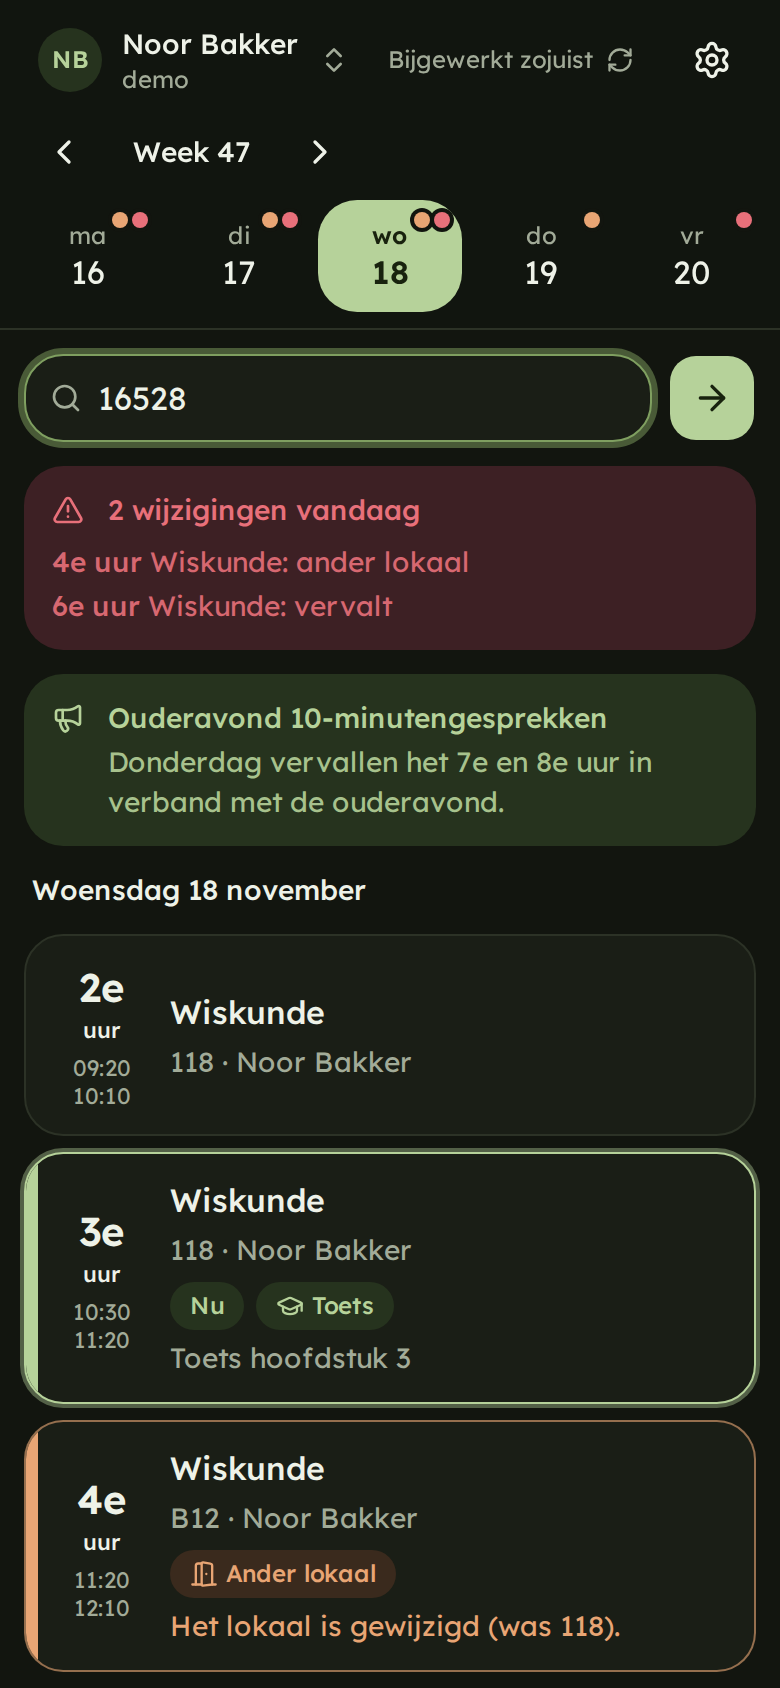 NB
Noor Bakker
demo
Bijgewerkt zojuist
Week 47
ma
16
di
17
wo
18
do
19
vr
20
16528
2 wijzigingen vandaag
4e uur Wiskunde: ander lokaal
6e uur Wiskunde: vervalt
Ouderavond 10-minutengesprekken
Donderdag vervallen het 7e en 8e uur in
verband met de ouderavond.
Woensdag 18 november
2e
uur
09:20
10:10
Wiskunde
118 · Noor Bakker
3e
uur
10:30
11:20
Wiskunde
118 · Noor Bakker
Nu
Toets
Toets hoofdstuk 3
4e
uur
11:20
12:10
Wiskunde
B12 · Noor Bakker
Ander lokaal
Het lokaal is gewijzigd (was 118).